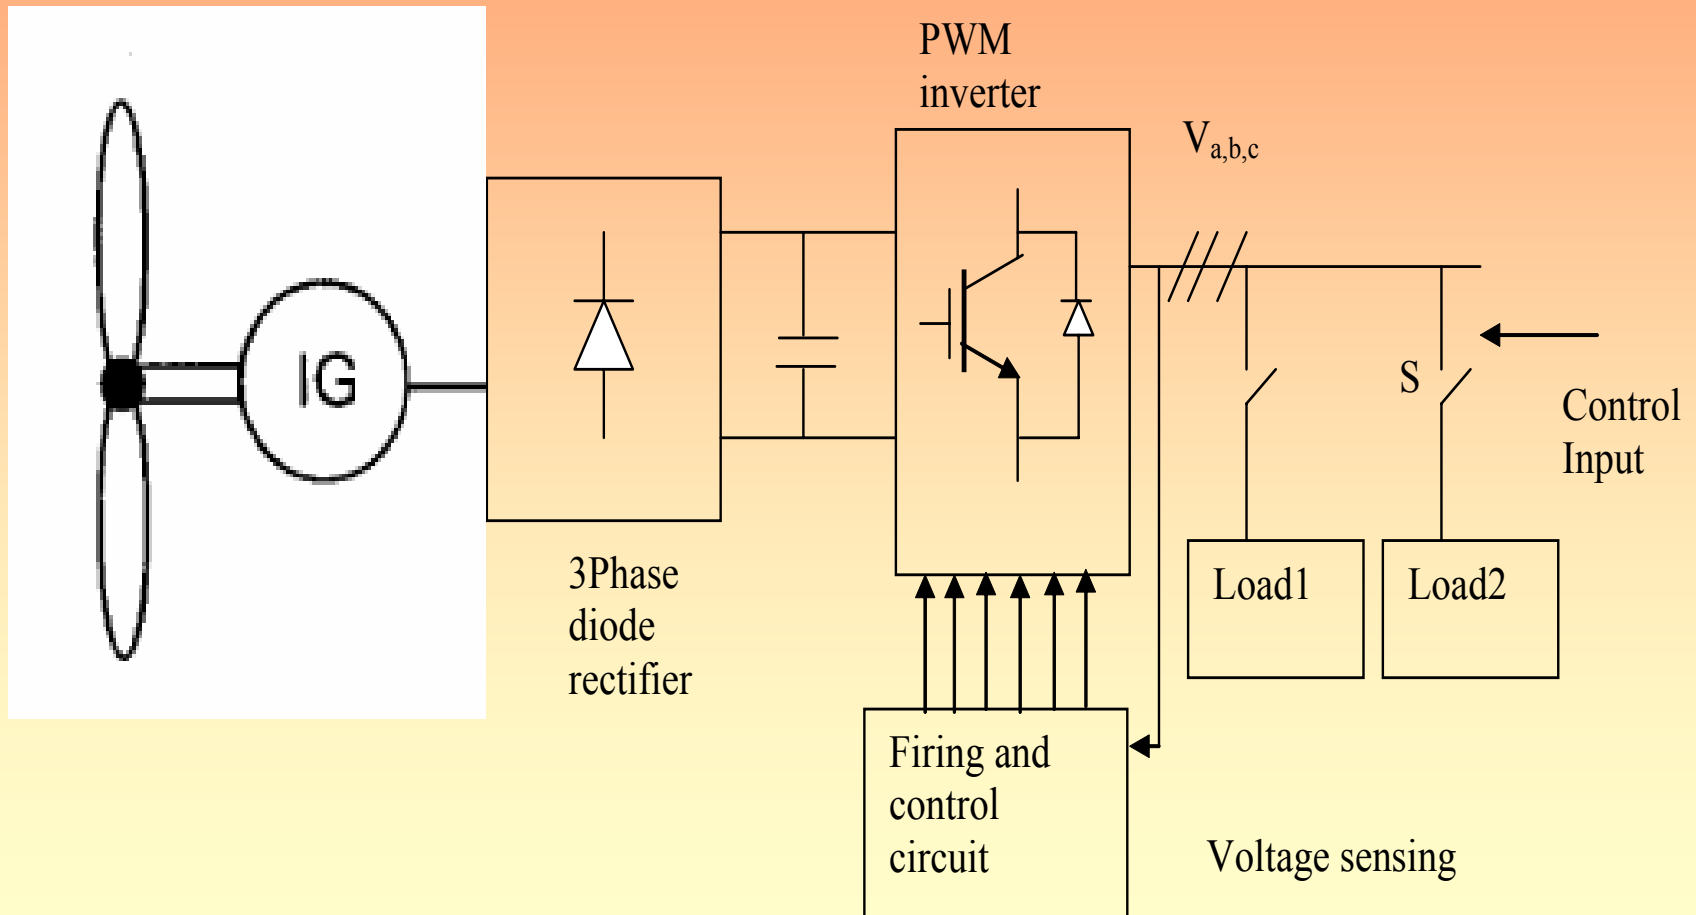 PWM
inverter
V a,b,c
IG
S
Control
Input
3Phase
diode
rectifier
Load1
Load2
Firing and
control
circuit
Voltage sensing